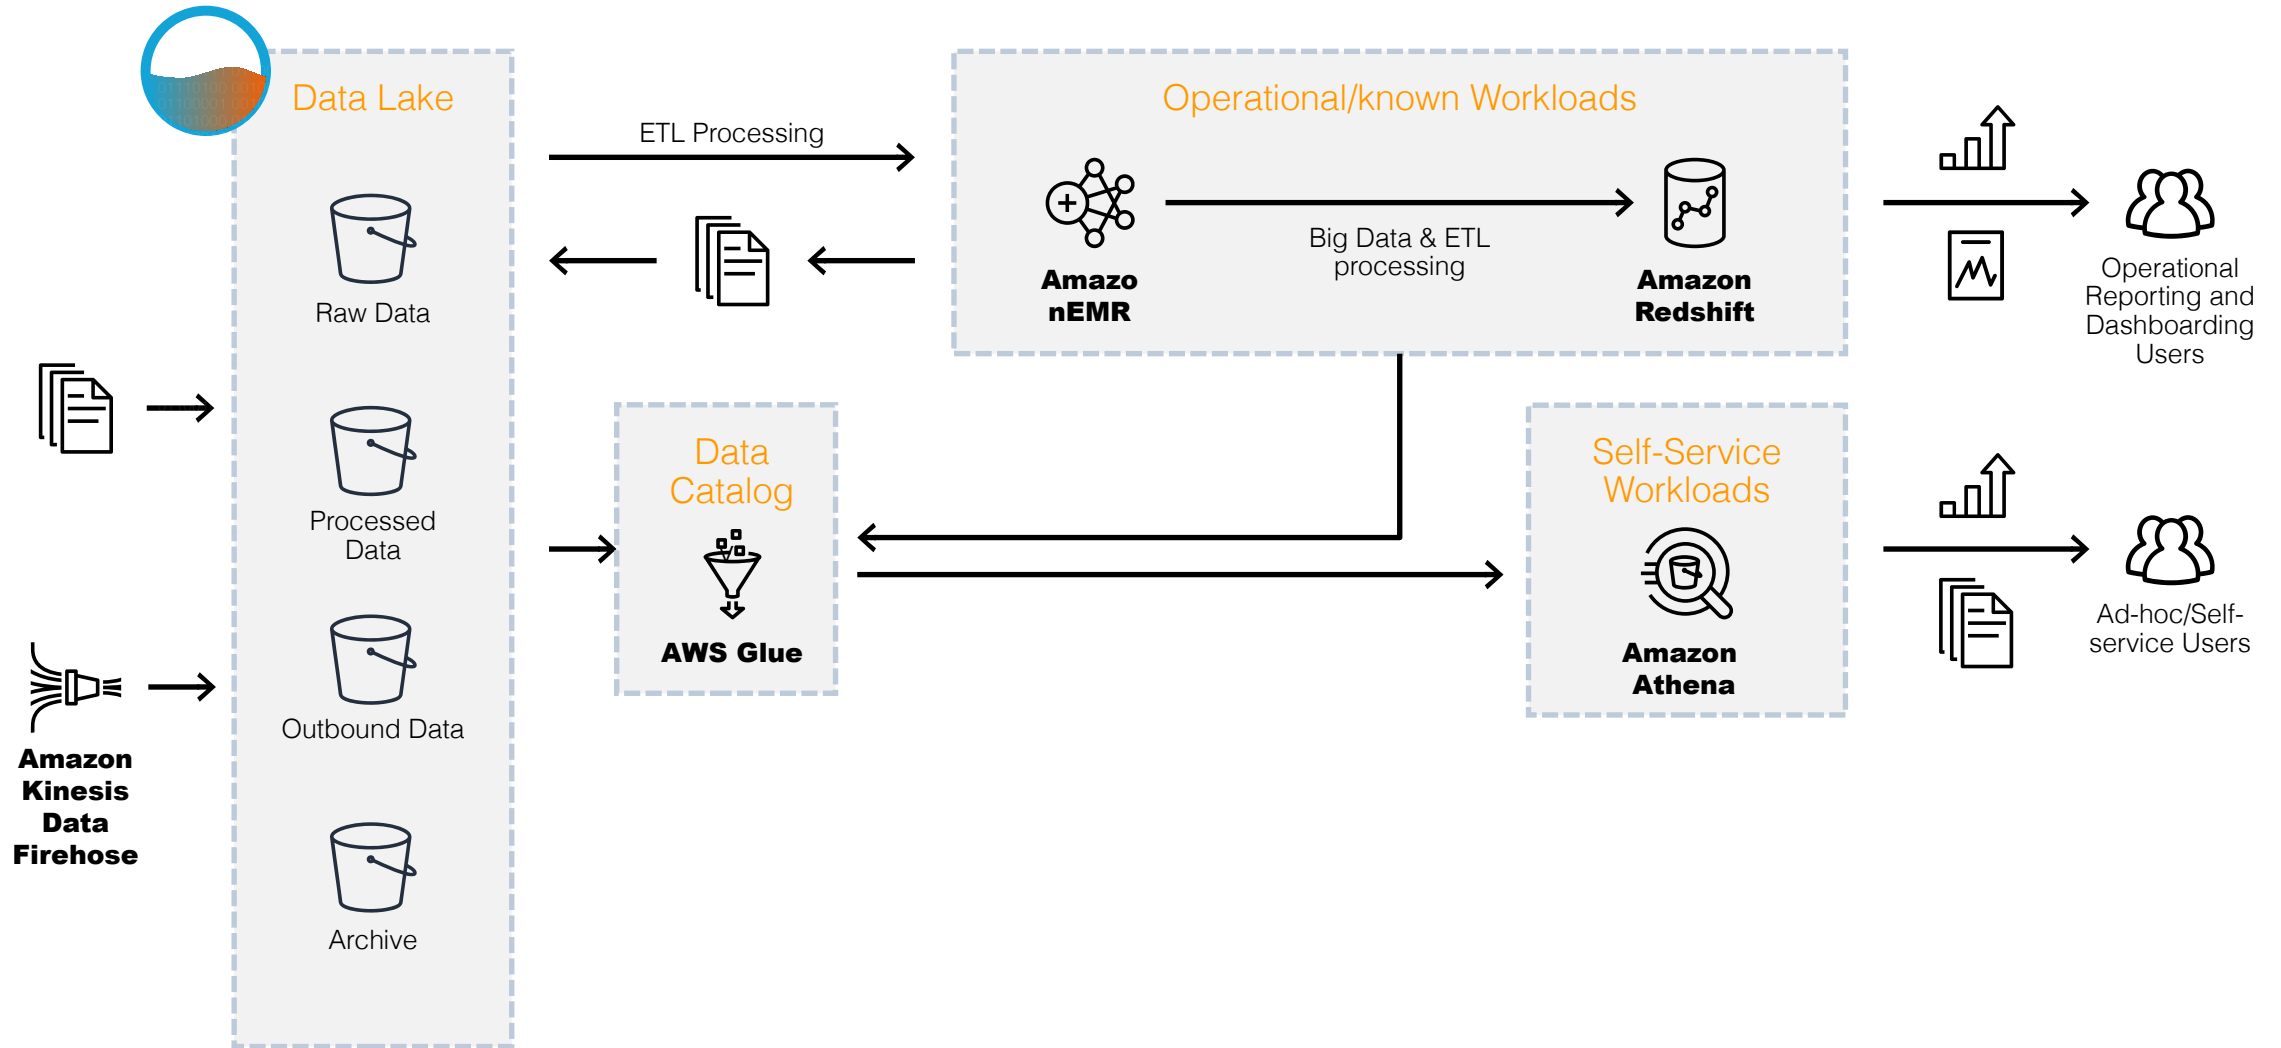 Data Lake
Raw Data
Processed
Data
Outbound Data
Archive
Amazon
Kinesis
Data
Firehose
ETL Processing
Operational/known Workloads
Amazo
nEMR
Big Data & ETL
processing
Amazon
Redshift
Operational
Reporting and
Dashboarding
Users
Data
Catalog
AWS Glue
Self-Service
Workloads
Amazon
Athena
Ad-hoc/Self-
service Users